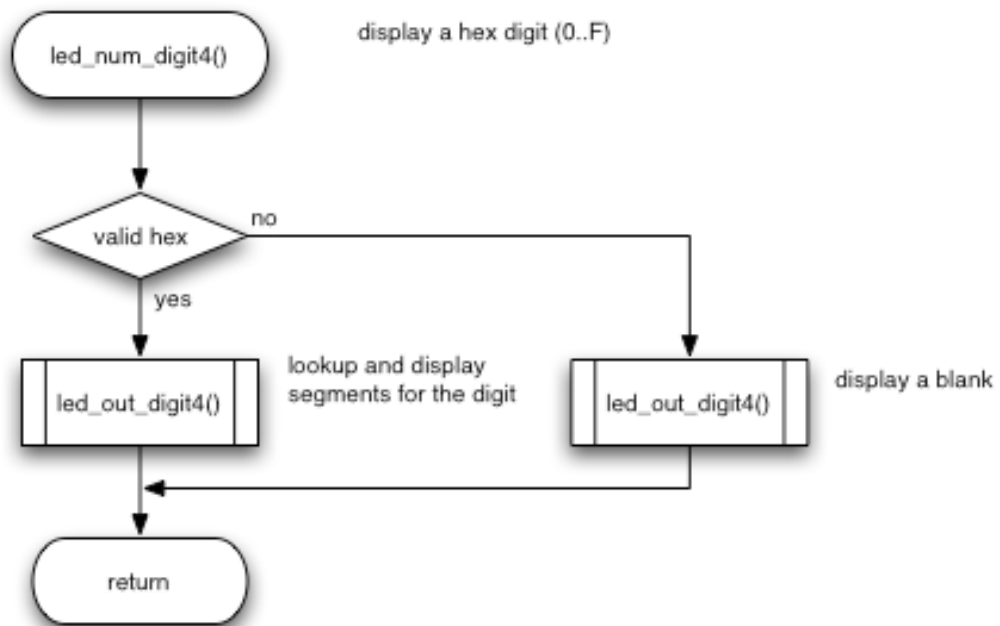 led_num_digit4()
display a hex digit (0..F)
valid hex
no
yes
led_out_digit4()
lookup and display
segments for the digit
led_out_digit4()
display a blank
return